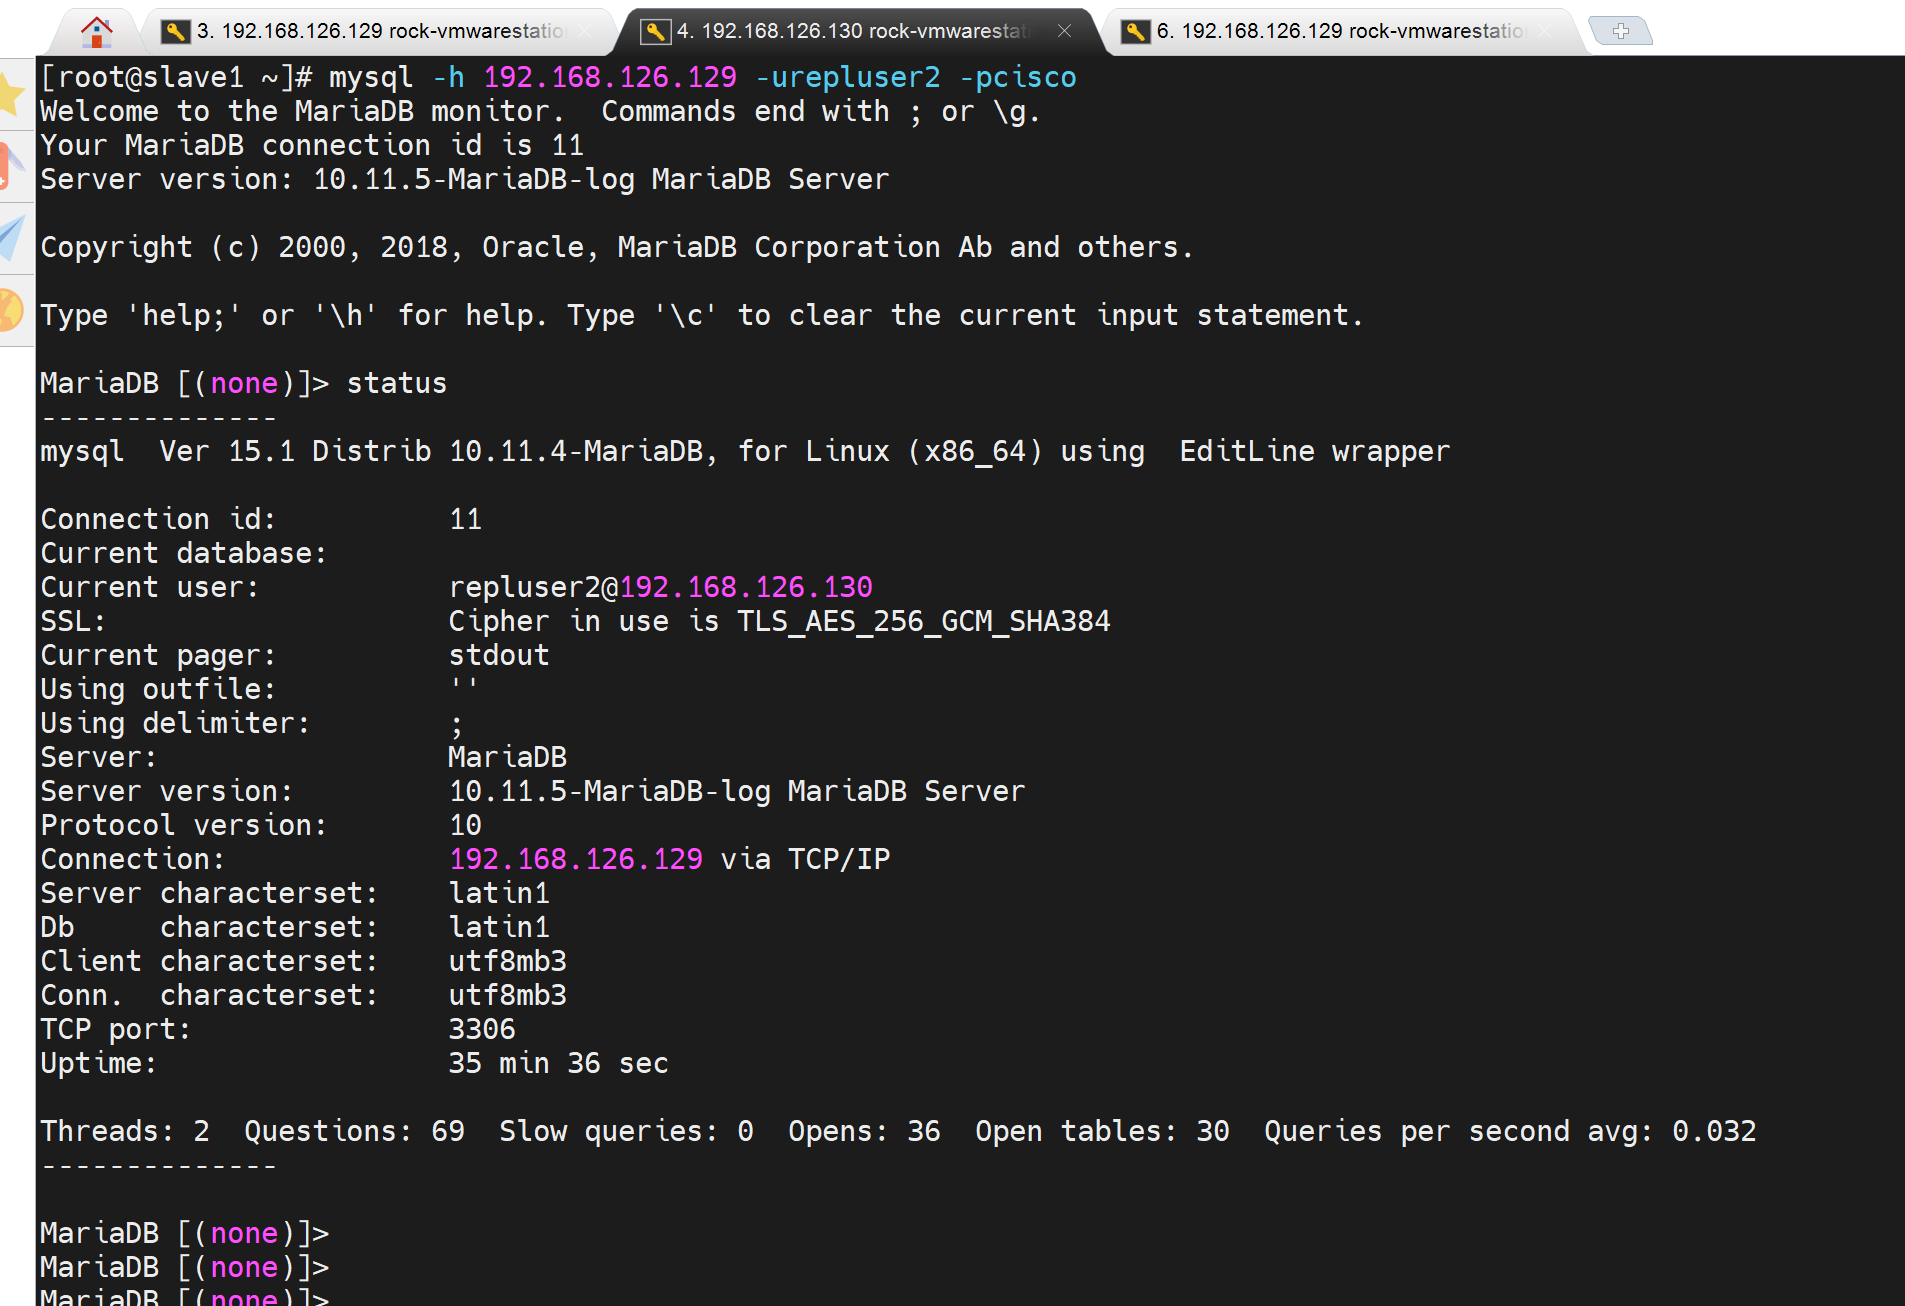 3. 192.168.126.129 rock-vmwarestatio
4. 192.168.126.130 rock-vmwarestat
6. 192.168.126.129 rock-vmwarestatio
[root@slave1 ~]# mysql -h 192.168.126.129 -urepluser2 -pcisco
Welcome to the MariaDB monitor.  Commands end with ; or \g.
Your MariaDB connection id is 11
Server version: 10.11.5-MariaDB-log MariaDB Server
Copyright (c) 2000, 2018, Oracle, MariaDB Corporation Ab and others.
Type 'help;' or '\h' for help. Type '\c' to clear the current input statement.
MariaDB [(none)]> status
--------------
mysql  Ver 15.1 Distrib 10.11.4-MariaDB, for Linux (x86_64) using  EditLine wrapper
Connection id:          11
Current database:
Current user:           repluser2@192.168.126.130
SSL:                    Cipher in use is TLS_AES_256_GCM_SHA384
Current pager:          stdout
Using outfile:          ''
Using delimiter:        ;
Server:                 MariaDB
Server version:         10.11.5-MariaDB-log MariaDB Server
Protocol version:       10
Connection:             192.168.126.129 via TCP/IP
Server characterset:    latin1
Db     characterset:    latin1
Client characterset:    utf8mb3
Conn.  characterset:    utf8mb3
TCP port:               3306
Uptime:                 35 min 36 sec
Threads: 2  Questions: 69  Slow queries: 0  Opens: 36  Open tables: 30  Queries per second avg: 0.032
--------------
MariaDB [(none)]>
MariaDB [(none)]>
MariaDB [(none)]>